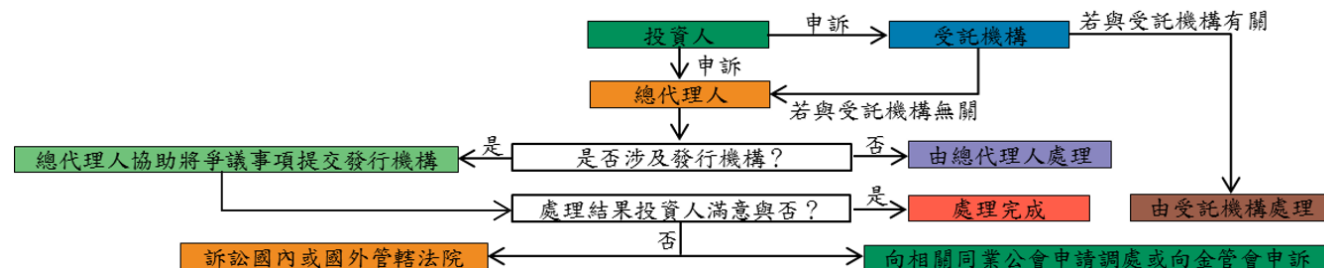 投資人
申訴
受託機構
若與受託機構有關
申訴
總代理人
若與受託機構無關
總代理人協助將爭議事項提交發行機構
是
是否涉及發行機構？
否
由總代理人處理
處理結果投資人滿意與否？
是
處理完成
由受託機構處理
否
訴訟國內或國外管轄法院
向相關同業公會申請調處或向金管會申訴